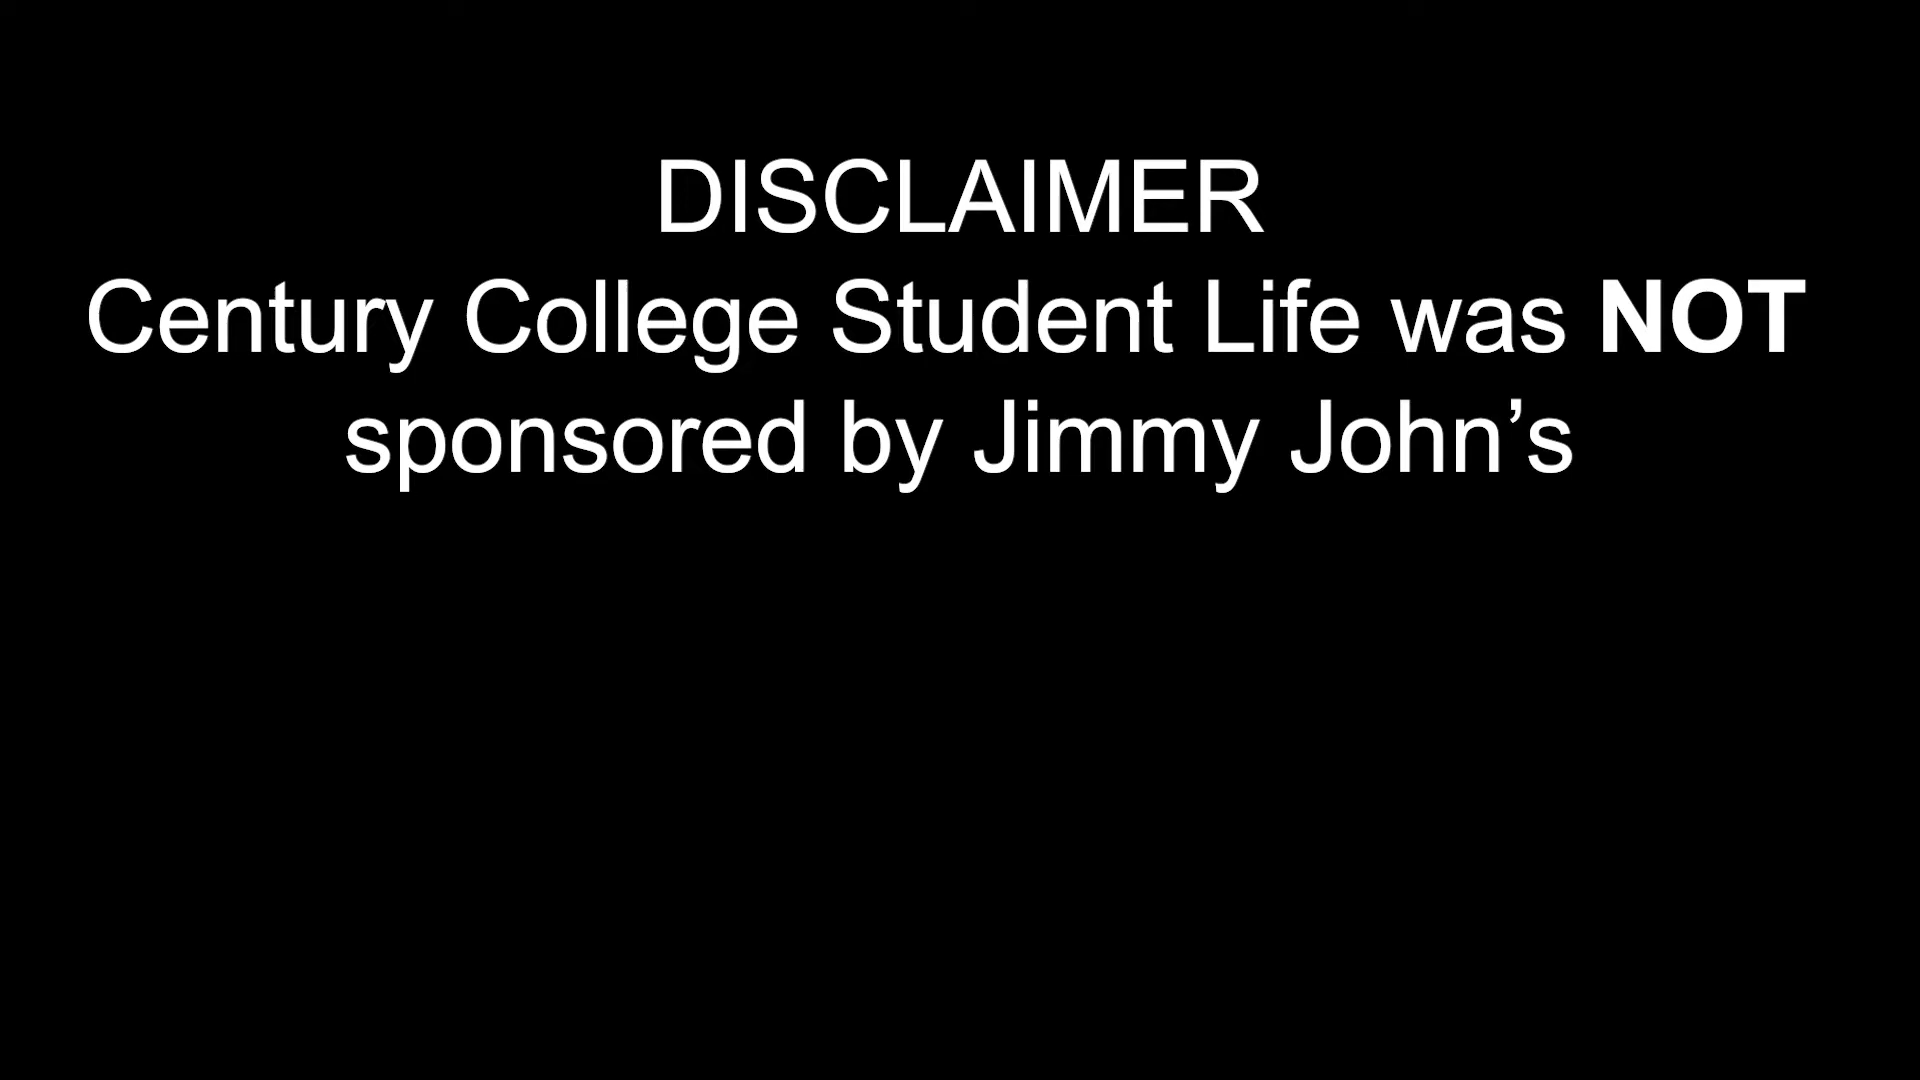 DISCLAIMER
Century College Student Life was NOT
sponsored by Jimmy John’s